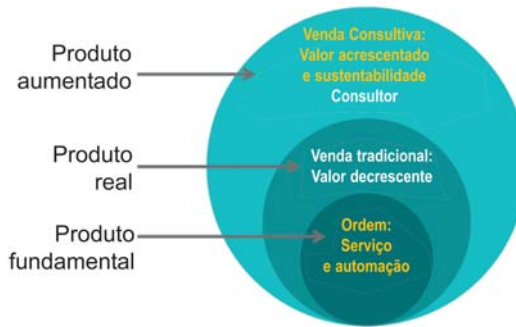 Produto
aumentado
Venda Consultiva:
Valor acrescentado
e sustentabilidade
Consultor
Produto
real
Venda tradicional:
Valor decrescente
Produto
fundamental
Ordem:
Serviço
e automação